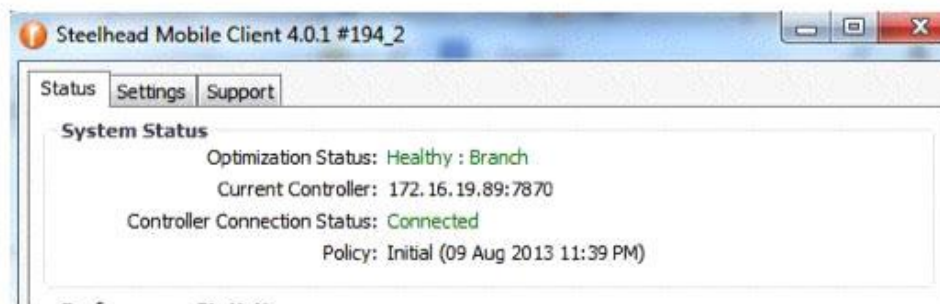 Steelhead Mobile Client 4.0.1 #194_2
Status Settings Support
System Status
Optimization Status: Healthy : Branch
Current Controller: 172.16.19.89:7870
Controller Connection Status: Connected
Policy: Initial (09 Aug 2013 11:39 PM)